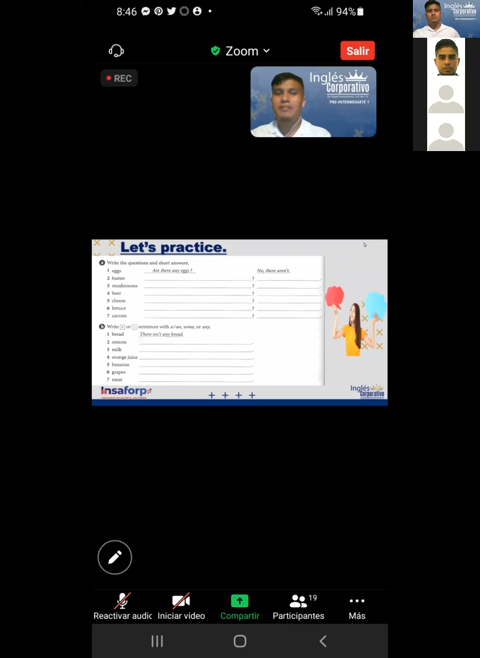 8:46
94%
Zoom
Salir
REC
Inglés
Corporativo
PRE-INTERMEDIATE 1
Let's practice.
Write the questions and short answers.
1 eggs Are there any eggs? No, there aren't.
2 butter ?
3 mushrooms ?
4 beer ?
5 cheese ?
6 lettuce ?
7 carrots ?
Write + or - sentences with a/an, some, or any.
1 bread There isn't any bread.
2 onions
3 milk
4 orange juice
5 bananas
6 grapes
7 meat
Insaforp
Inglés
Corporativo
19
Reactivar audio
Iniciar video
Compartir
Participantes
Más
Inglés
Corporativo